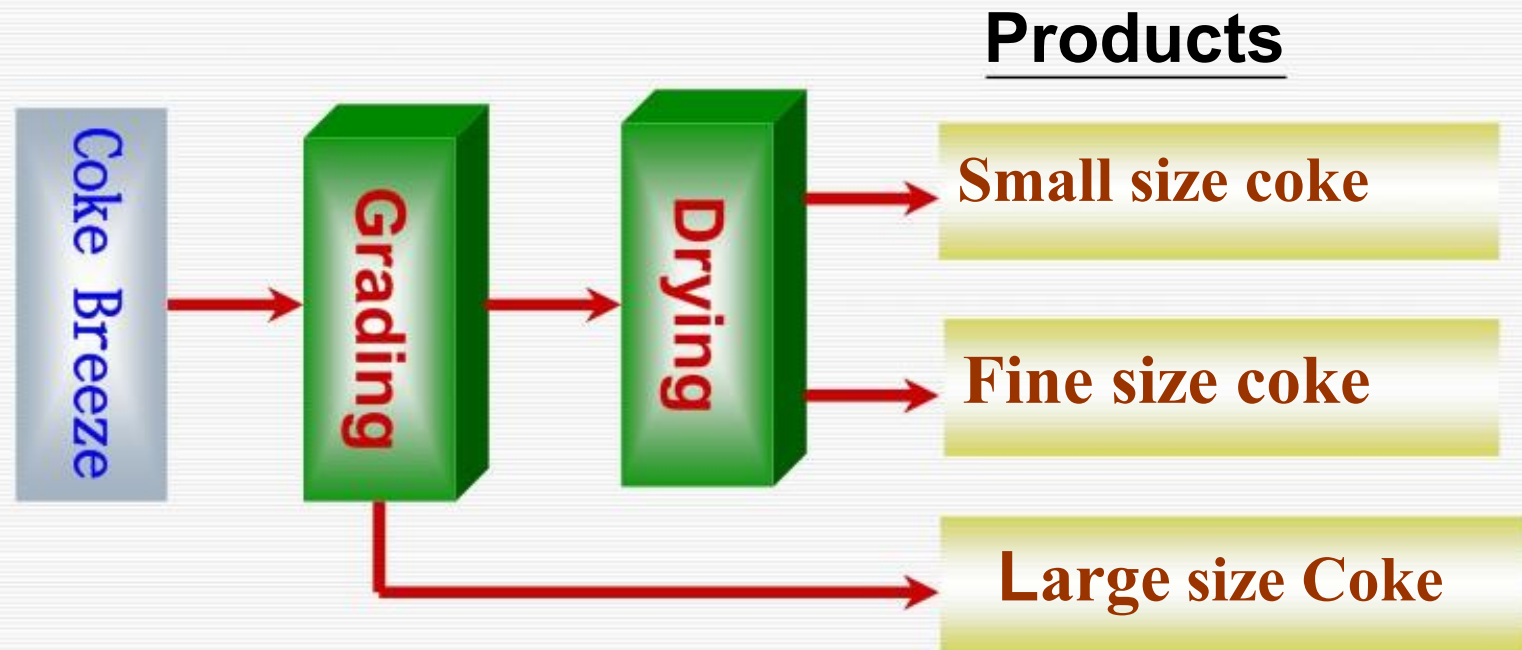 Products
Coke Breeze
Grading
Drying
Small size coke
Fine size coke
Large size Coke